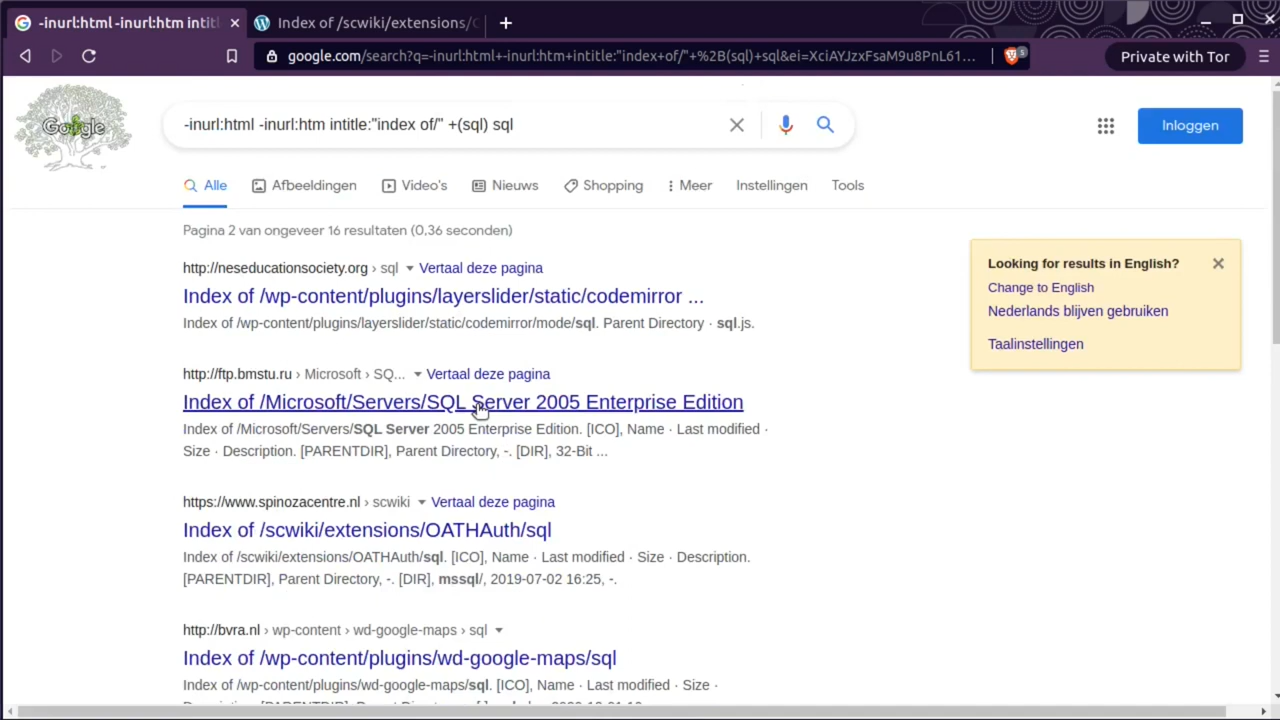 -inurl:html -inurl:htm intitl
Index of /scwiki/extensions/
google.com/search?q=-inurl:html+-inurl:htm+intitle:"index+of/"+%2B(sql)+sql&ei=XciAYJzxFsaM9u8PnL61...
5
Private with Tor
Google
-inurl:html -inurl:htm intitle:"index of/" +(sql) sql
Inloggen
Alle Afbeeldingen Video's Nieuws Shopping Meer Instellingen Tools
Pagina 2 van ongeveer 16 resultaten (0,36 seconden)
http://neseducationsociety.org › sql Vertaal deze pagina
Index of /wp-content/plugins/layerslider/static/codemirror ...
Index of /wp-content/plugins/layerslider/static/codemirror/mode/sql. Parent Directory · sql.js.
http://ftp.bmstu.ru › Microsoft › SQ... Vertaal deze pagina
Index of /Microsoft/Servers/SQL Server 2005 Enterprise Edition
Index of /Microsoft/Servers/SQL Server 2005 Enterprise Edition. [ICO], Name · Last modified ·
Size · Description. [PARENTDIR], Parent Directory, -. [DIR], 32-Bit ...
https://www.spinozacentre.nl › scwiki Vertaal deze pagina
Index of /scwiki/extensions/OATHAuth/sql
Index of /scwiki/extensions/OATHAuth/sql. [ICO], Name · Last modified · Size · Description.
[PARENTDIR], Parent Directory, -. [DIR], mssql/, 2019-07-02 16:25, -.
http://bvra.nl › wp-content › wd-google-maps › sql
Index of /wp-content/plugins/wd-google-maps/sql
Index of /wp-content/plugins/wd-google-maps/sql. [ICO], Name · Last modified · Size ·
Looking for results in English?
Change to English
Nederlands blijven gebruiken
Taalinstellingen